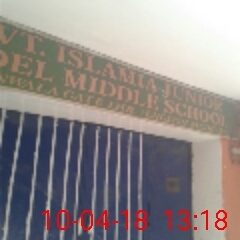 VT. ISLAMIA JUNIOR
DEL MIDDLE SCHOOL
10-04-18 13:18